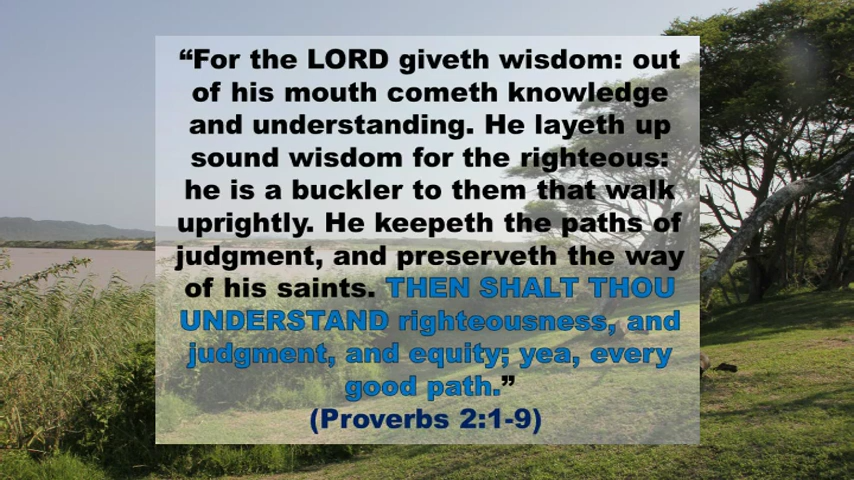 “For the LORD giveth wisdom: out
of his mouth cometh knowledge
and understanding. He layeth up
sound wisdom for the righteous:
he is a buckler to them that walk
uprightly. He keepeth the paths of
judgment, and preserveth the way
of his saints. THEN SHALT THOU
UNDERSTAND righteousness, and
judgment, and equity; yea, every
good path.”
(Proverbs 2:1-9)